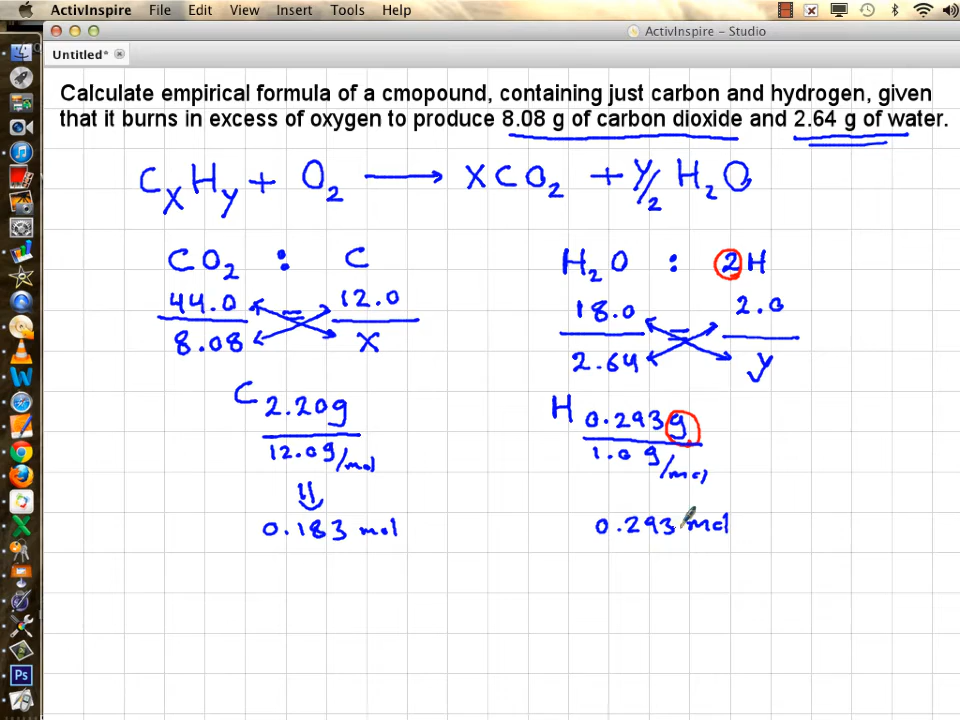 ActivInspire File Edit View Insert Tools Help
ActivInspire – Studio
Untitled*
Calculate empirical formula of a cmopound, containing just carbon and hydrogen, given
that it burns in excess of oxygen to produce 8.08 g of carbon dioxide and 2.64 g of water.
CxHy + O2 → XCO2 + Y/2 H2O
CO2 : C
H2O : 2H
44.0 = 12.0
8.08 X
18.0 = 2.0
2.64 y
C 2.20g
12.0 g/mol
H 0.293g
1.0 g/mol
0.183 mol
0.293 mol